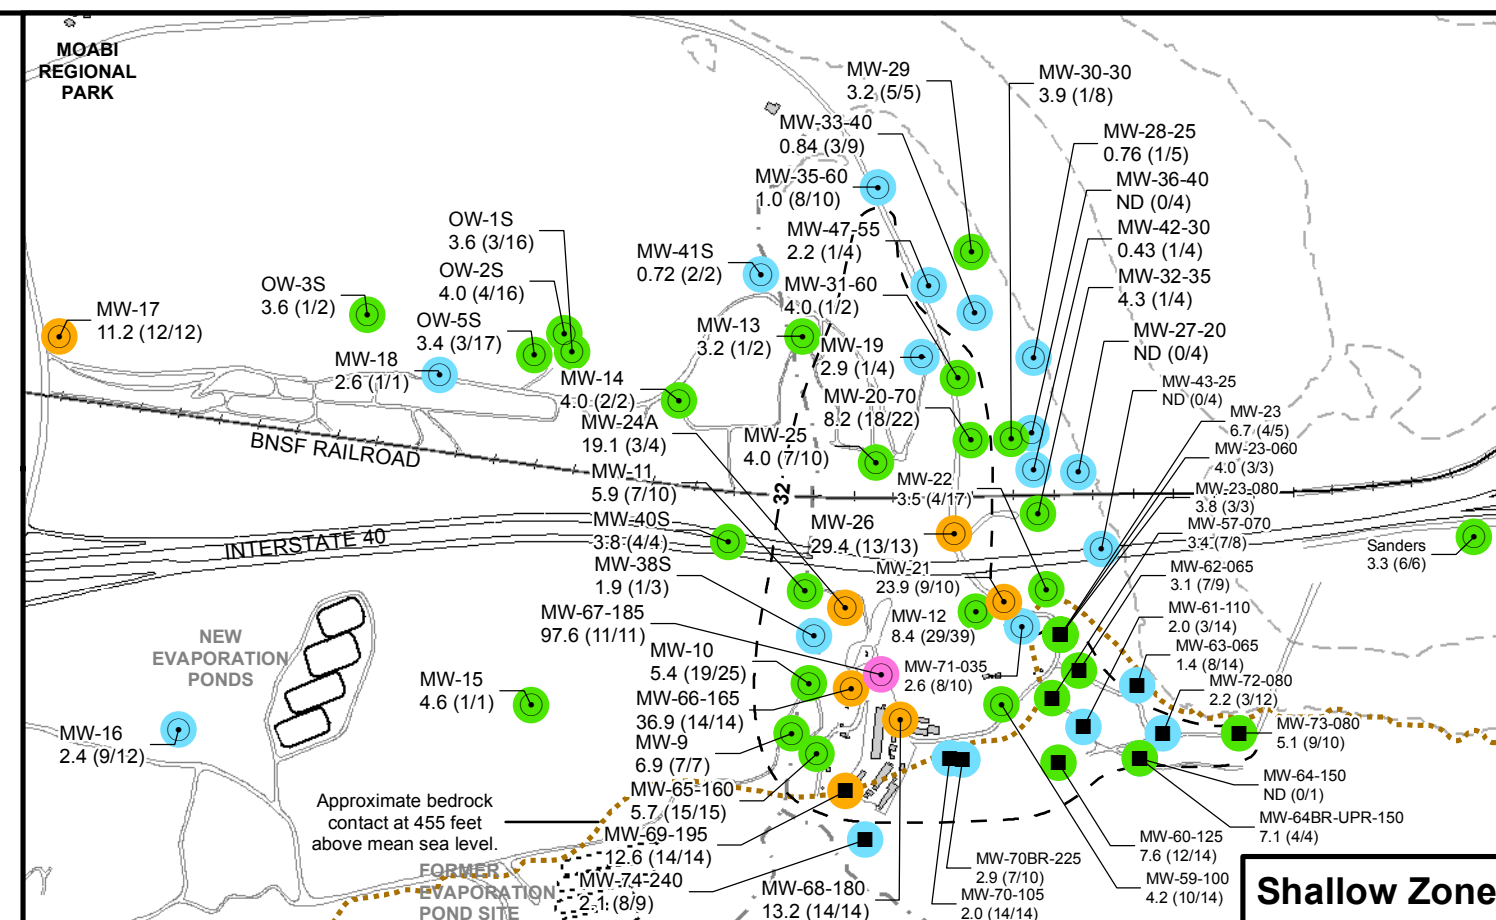 MOABI
REGIONAL
PARK
MW-29
3.2 (5/5)
MW-30-30
3.9 (1/8)
MW-33-40
0.84 (3/9)
MW-28-25
0.76 (1/5)
MW-35-60
1.0 (8/10)
MW-36-40
ND (0/4)
MW-47-55
2.2 (1/4)
MW-42-30
0.43 (1/4)
OW-1S
3.6 (3/16)
MW-41S
0.72 (2/2)
OW-2S
4.0 (4/16)
MW-31-60
4.0 (1/2)
MW-32-35
4.3 (1/4)
OW-3S
3.6 (1/2)
MW-17
11.2 (12/12)
OW-5S
3.4 (3/17)
MW-13
3.2 (1/2)
MW-19
2.9 (1/4)
MW-27-20
ND (0/4)
MW-18
2.6 (1/1)
MW-14
4.0 (2/2)
MW-20-70
8.2 (18/22)
MW-43-25
ND (0/4)
MW-24A
19.1 (3/4)
MW-25
4.0 (7/10)
MW-23
6.7 (4/5)
BNSF RAILROAD
MW-23-060
4.0 (3/3)
MW-11
5.9 (7/10)
32
MW-22
3.5 (4/17)
MW-23-080
3.8 (3/3)
MW-40S
3.8 (4/4)
MW-26
29.4 (13/13)
MW-57-070
3.4 (7/8)
INTERSTATE 40
Sanders
3.3 (6/6)
MW-38S
1.9 (1/3)
MW-21
23.9 (9/10)
MW-62-065
3.1 (7/9)
MW-67-185
97.6 (11/11)
MW-12
8.4 (29/39)
MW-61-110
2.0 (3/14)
NEW
EVAPORATION
PONDS
MW-10
5.4 (19/25)
MW-63-065
1.4 (8/14)
MW-71-035
2.6 (8/10)
MW-15
4.6 (1/1)
MW-66-165
36.9 (14/14)
MW-72-080
2.2 (3/12)
MW-16
2.4 (9/12)
MW-9
6.9 (7/7)
MW-73-080
5.1 (9/10)
MW-65-160
5.7 (15/15)
MW-64-150
ND (0/1)
Approximate bedrock
contact at 455 feet
above mean sea level.
MW-64BR-UPR-150
7.1 (4/4)
MW-69-195
12.6 (14/14)
MW-60-125
7.6 (12/14)
FORMER
EVAPORATION
POND SITE
MW-74-240
2.1 (8/9)
MW-70BR-225
2.9 (7/10)
MW-59-100
4.2 (10/14)
MW-68-180
13.2 (14/14)
MW-70-105
2.0 (14/14)
Shallow Zone